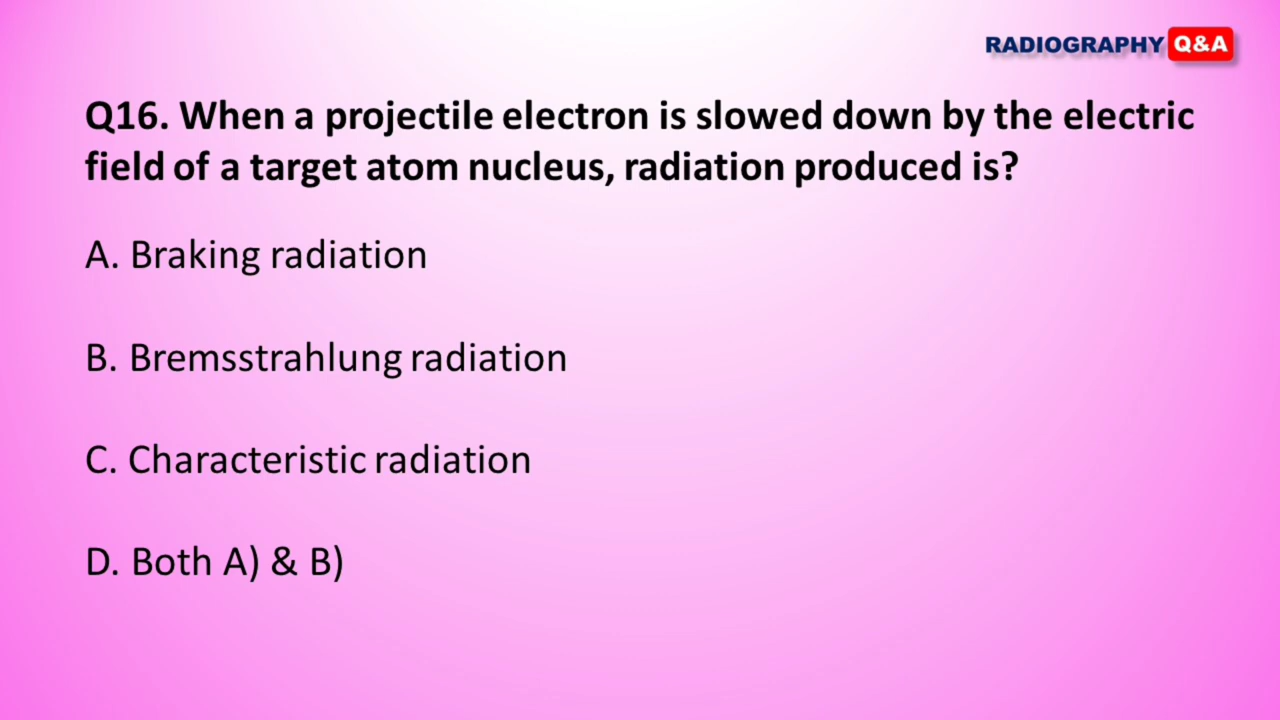 RADIOGRAPHY Q&A
Q16. When a projectile electron is slowed down by the electric
field of a target atom nucleus, radiation produced is?
A. Braking radiation
B. Bremsstrahlung radiation
C. Characteristic radiation
D. Both A) & B)